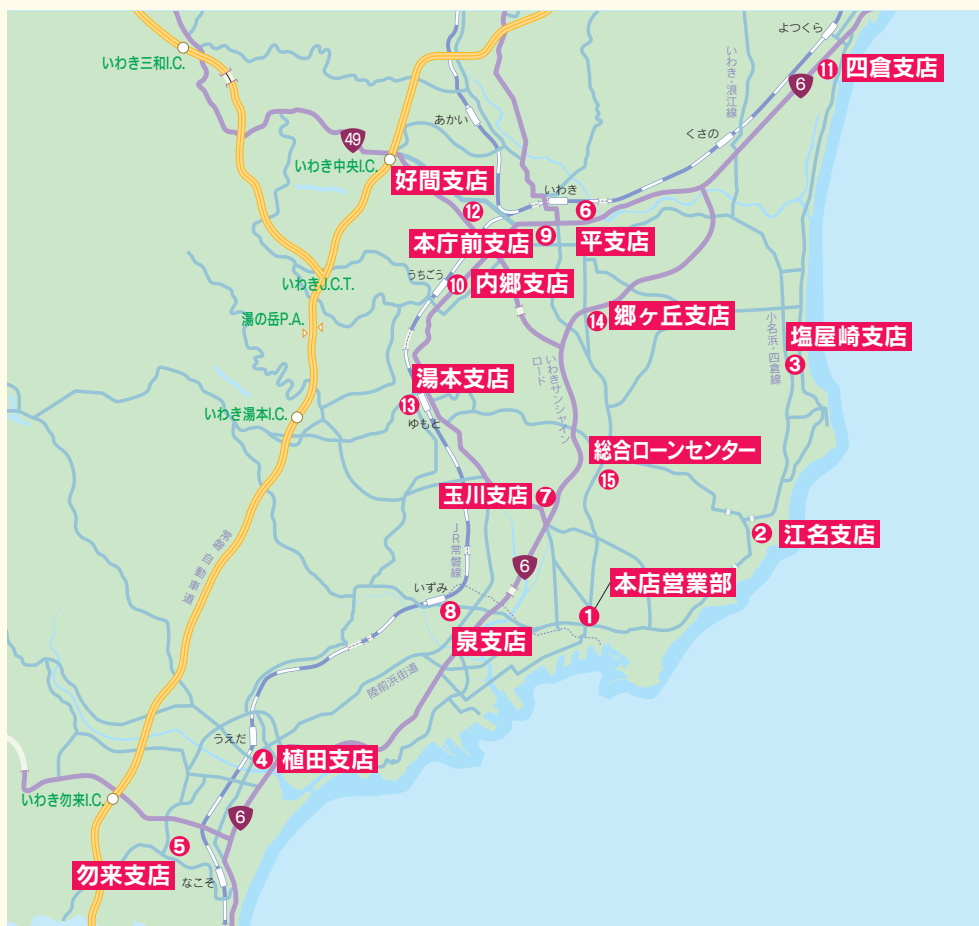 よつくら
いわき三和I.C.
⑪ 四倉支店
6
いわき・浪江線
あかい
くさの
49
いわき中央I.C.
好間支店
⑫
いわき
⑥
平支店
本庁前支店
⑨
うちごう
⑩ 内郷支店
いわきJ.C.T.
湯の岳P.A.
⑭ 郷ヶ丘支店
小名浜・四倉線
塩屋崎支店
③
いわきサンシャイン
ロード
湯本支店
⑬
ゆもと
いわき湯本I.C.
総合ローンセンター
⑮
玉川支店 ⑦
② 江名支店
JR常磐線
6
常磐自動車道
いずみ
本店営業部
①
⑧
泉支店
陸前浜街道
うえだ
④ 植田支店
いわき勿来I.C.
6
⑤
勿来支店
なこそ